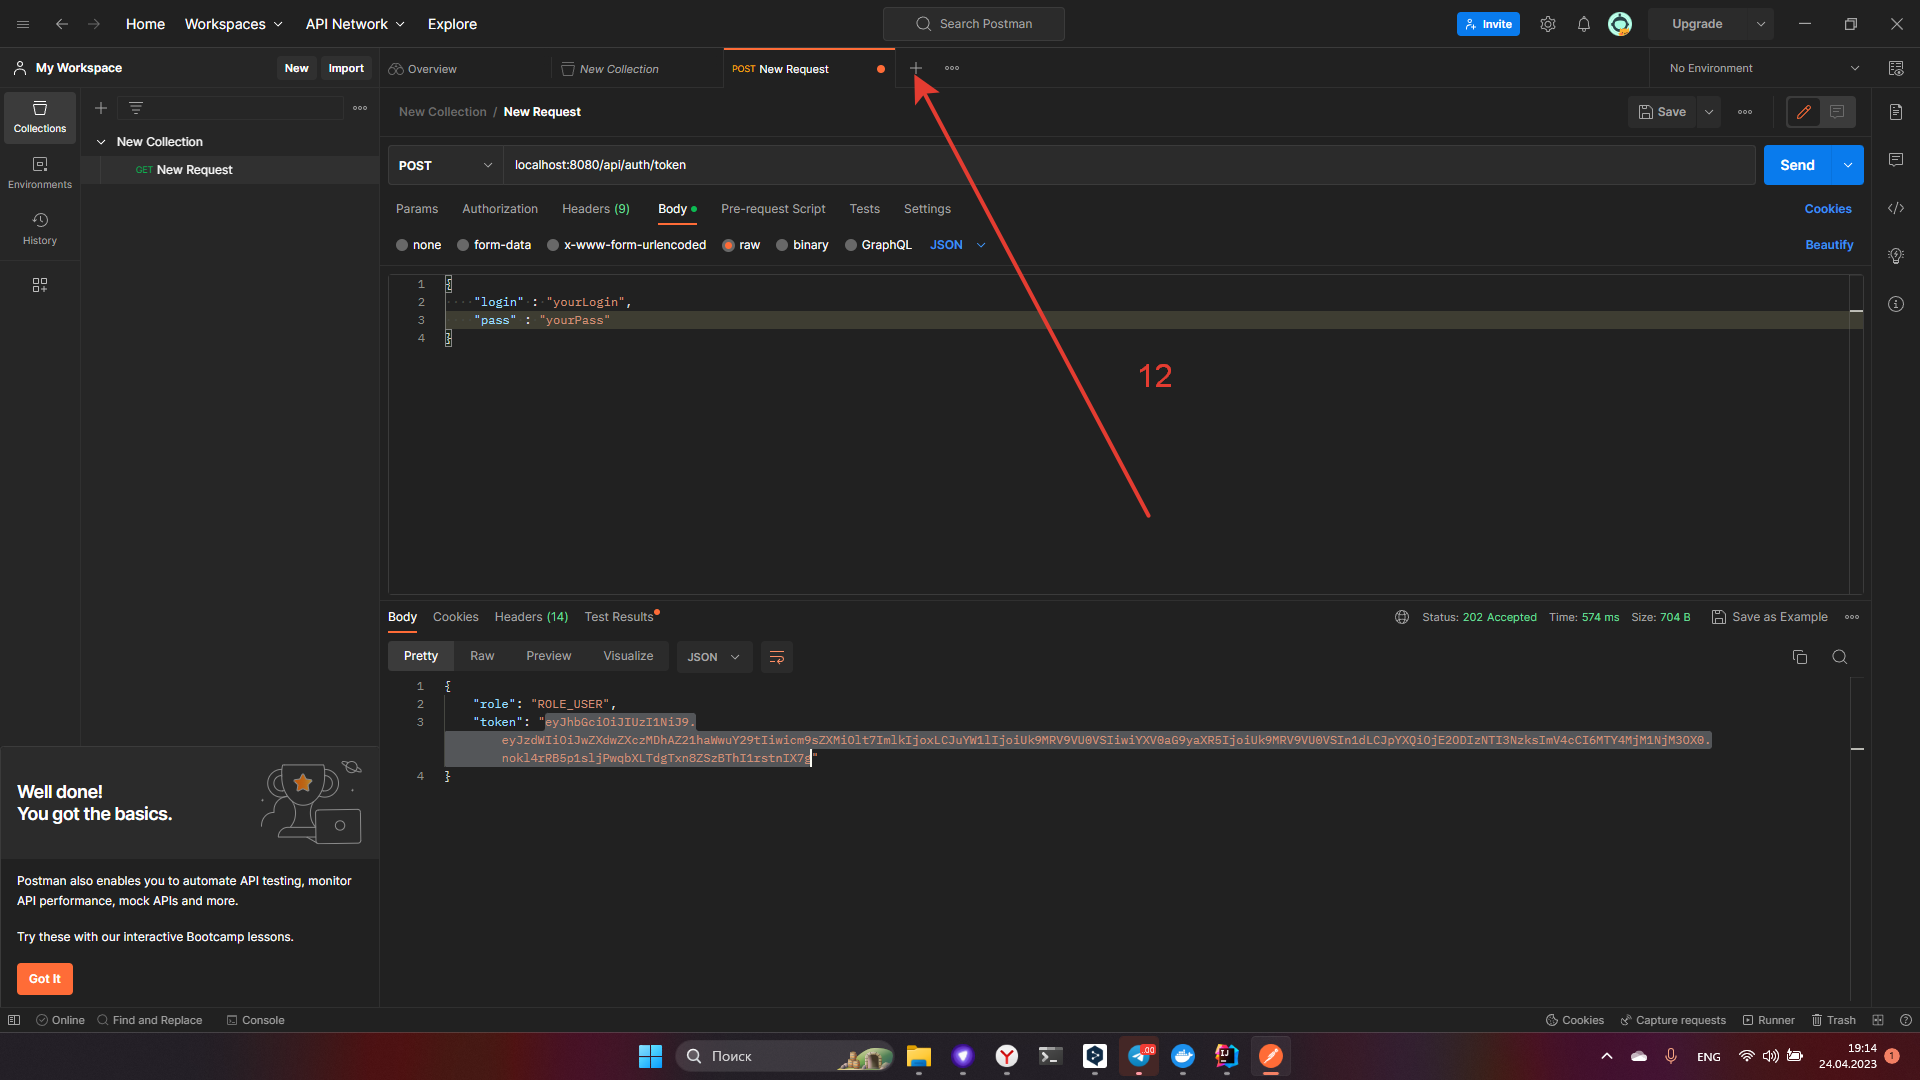 Home Workspaces API Network Explore Search Postman Invite Upgrade
My Workspace New Import Overview New Collection POST New Request No Environment
New Collection / New Request Save
Collections
New Collection
GET New Request
Environments
History
POST localhost:8080/api/auth/token Send
Params Authorization Headers (9) Body Pre-request Script Tests Settings Cookies
none form-data x-www-form-urlencoded raw binary GraphQL JSON Beautify
1 {
2 "login" : "yourLogin",
3 "pass" : "yourPass"
4 }
12
Body Cookies Headers (14) Test Results Status: 202 Accepted Time: 574 ms Size: 704 B Save as Example
Pretty Raw Preview Visualize JSON
1 {
2 "role": "ROLE_USER",
3 "token": "eyJhbGciOiJIUzI1NiJ9.
4 }
Well done!
You got the basics.
Postman also enables you to automate API testing, monitor
API performance, mock APIs and more.
Try these with our interactive Bootcamp lessons.
Got It
Online Find and Replace Console Cookies Capture requests Runner Trash
Поиск ENG 19:14
24.04.2023 1